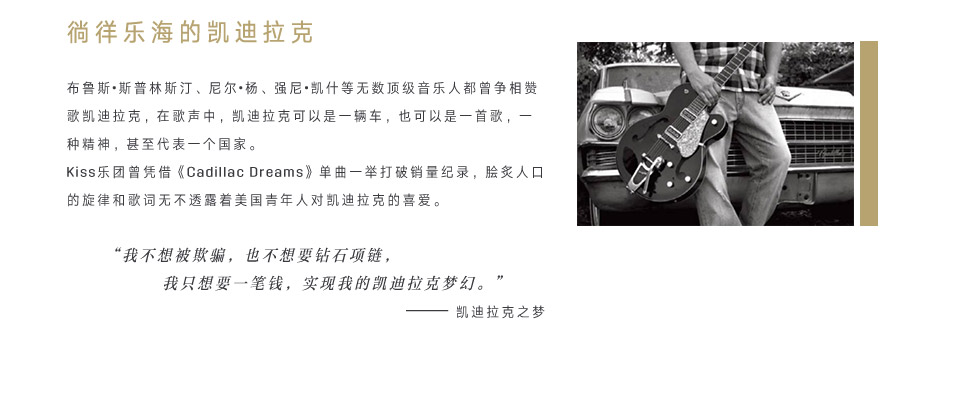 徜徉乐海的凯迪拉克
布鲁斯•斯普林斯汀、尼尔•杨、强尼•凯什等无数顶级音乐人都曾争相赞
歌凯迪拉克，在歌声中，凯迪拉克可以是一辆车，也可以是一首歌，一
种精神，甚至代表一个国家。
Kiss乐团曾凭借《Cadillac Dreams》单曲一举打破销量纪录，脍炙人口
的旋律和歌词无不透露着美国青年人对凯迪拉克的喜爱。
“我不想被欺骗，也不想要钻石项链，
我只想要一笔钱，实现我的凯迪拉克梦幻。”
——— 凯迪拉克之梦